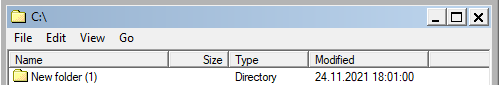 C:\
File Edit View Go
Name Size Type Modified
New folder (1) Directory 24.11.2021 18:01:00